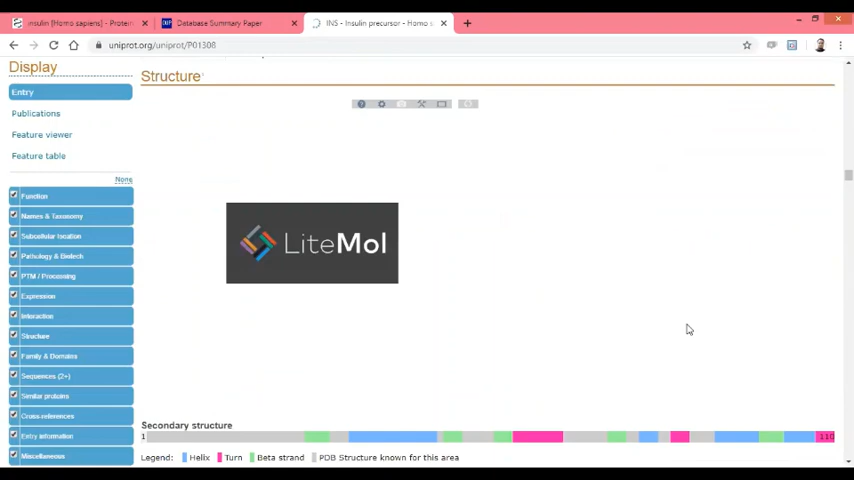 insulin [Homo sapiens] - Protein
Database Summary Paper
INS - Insulin precursor - Homo s
uniprot.org/uniprot/P01308
Display
Entry
Publications
Feature viewer
Feature table
None
Function
Names & Taxonomy
Subcellular location
Pathology & Biotech
PTM / Processing
Expression
Interaction
Structure
Family & Domains
Sequences (2+)
Similar proteins
Cross-references
Entry information
Miscellaneous
Structure
LiteMol
Secondary structure
1
110
Legend: Helix Turn Beta strand PDB Structure known for this area